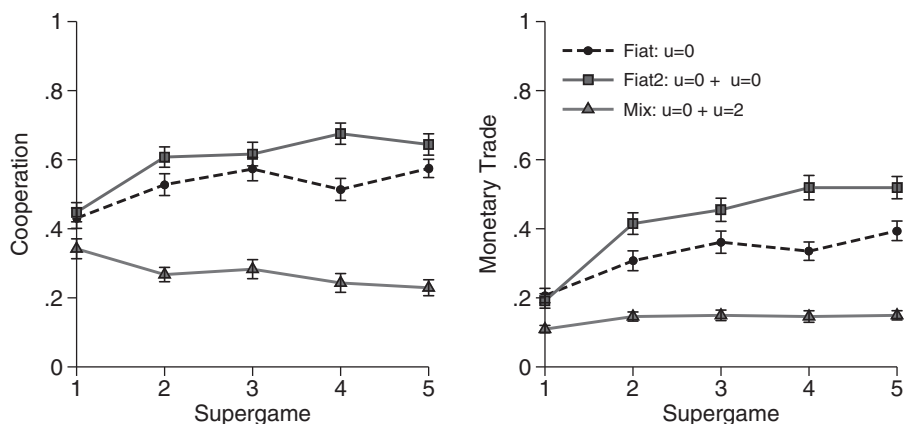 1
.8
.6
.4
.2
0
Cooperation
1 2 3 4 5
Supergame
1
.8
.6
.4
.2
0
Monetary Trade
1 2 3 4 5
Supergame
Fiat: u=0
Fiat2: u=0 + u=0
Mix: u=0 + u=2